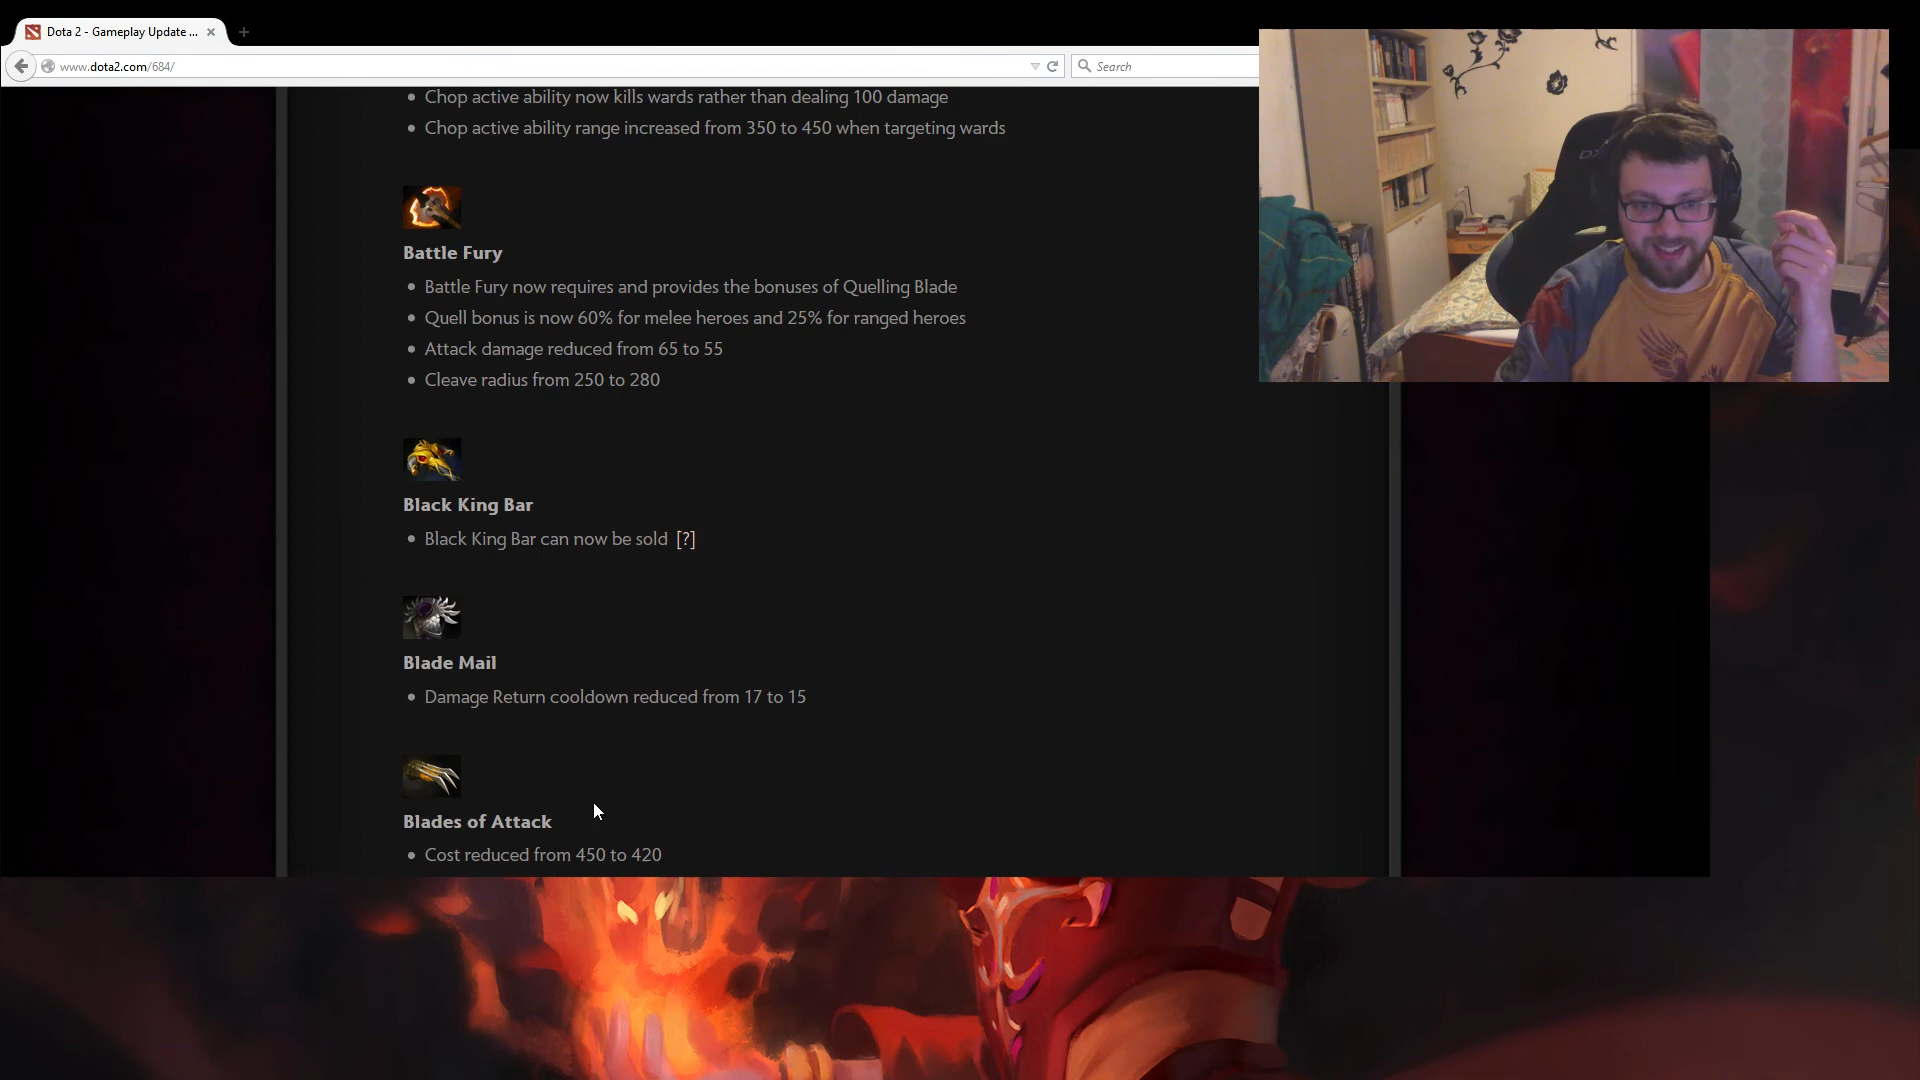 Dota 2 - Gameplay Update ...
www.dota2.com/684/
Search
Chop active ability now kills wards rather than dealing 100 damage
Chop active ability range increased from 350 to 450 when targeting wards
Battle Fury
Battle Fury now requires and provides the bonuses of Quelling Blade
Quell bonus is now 60% for melee heroes and 25% for ranged heroes
Attack damage reduced from 65 to 55
Cleave radius from 250 to 280
Black King Bar
Black King Bar can now be sold [?]
Blade Mail
Damage Return cooldown reduced from 17 to 15
Blades of Attack
Cost reduced from 450 to 420